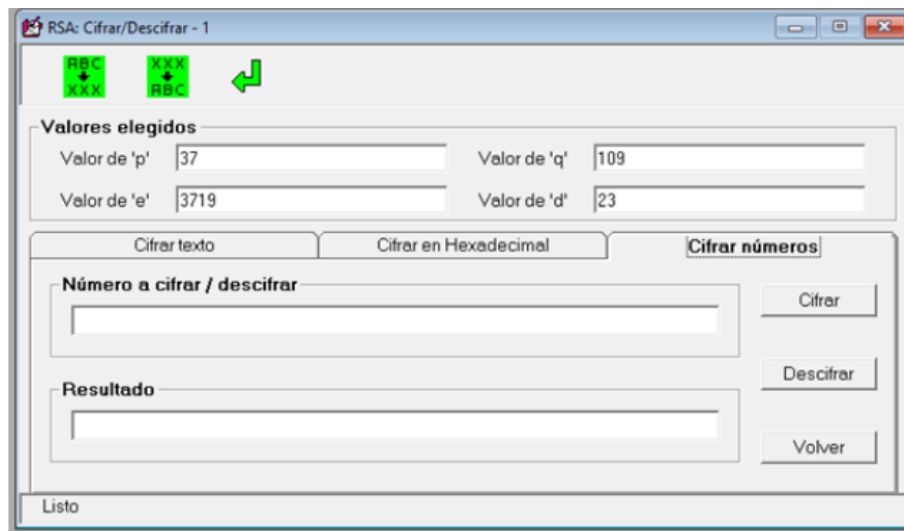 RSA: Cifrar/Descifrar - 1
ABC XXX
XXX ABC
Valores elegidos
Valor de 'p' 37 Valor de 'q' 109
Valor de 'e' 3719 Valor de 'd' 23
Cifrar texto Cifrar en Hexadecimal Cifrar números
Número a cifrar / descifrar
Cifrar
Descifrar
Resultado
Volver
Listo